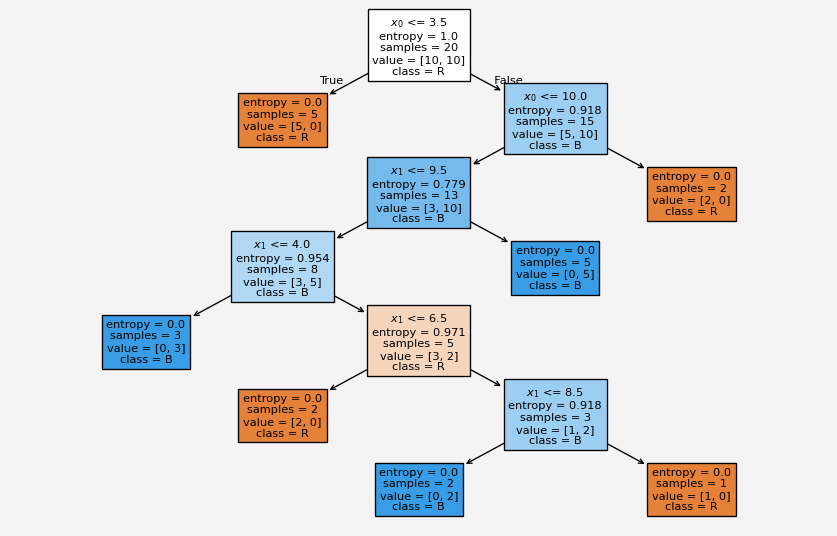 x₀ <= 3.5
entropy = 1.0
samples = 20
value = [10, 10]
class = R
True
False
entropy = 0.0
samples = 5
value = [5, 0]
class = R
x₀ <= 10.0
entropy = 0.918
samples = 15
value = [5, 10]
class = B
x₁ <= 9.5
entropy = 0.779
samples = 13
value = [3, 10]
class = B
entropy = 0.0
samples = 2
value = [2, 0]
class = R
x₁ <= 4.0
entropy = 0.954
samples = 8
value = [3, 5]
class = B
entropy = 0.0
samples = 5
value = [0, 5]
class = B
entropy = 0.0
samples = 3
value = [0, 3]
class = B
x₁ <= 6.5
entropy = 0.971
samples = 5
value = [3, 2]
class = R
entropy = 0.0
samples = 2
value = [2, 0]
class = R
x₁ <= 8.5
entropy = 0.918
samples = 3
value = [1, 2]
class = B
entropy = 0.0
samples = 2
value = [0, 2]
class = B
entropy = 0.0
samples = 1
value = [1, 0]
class = R